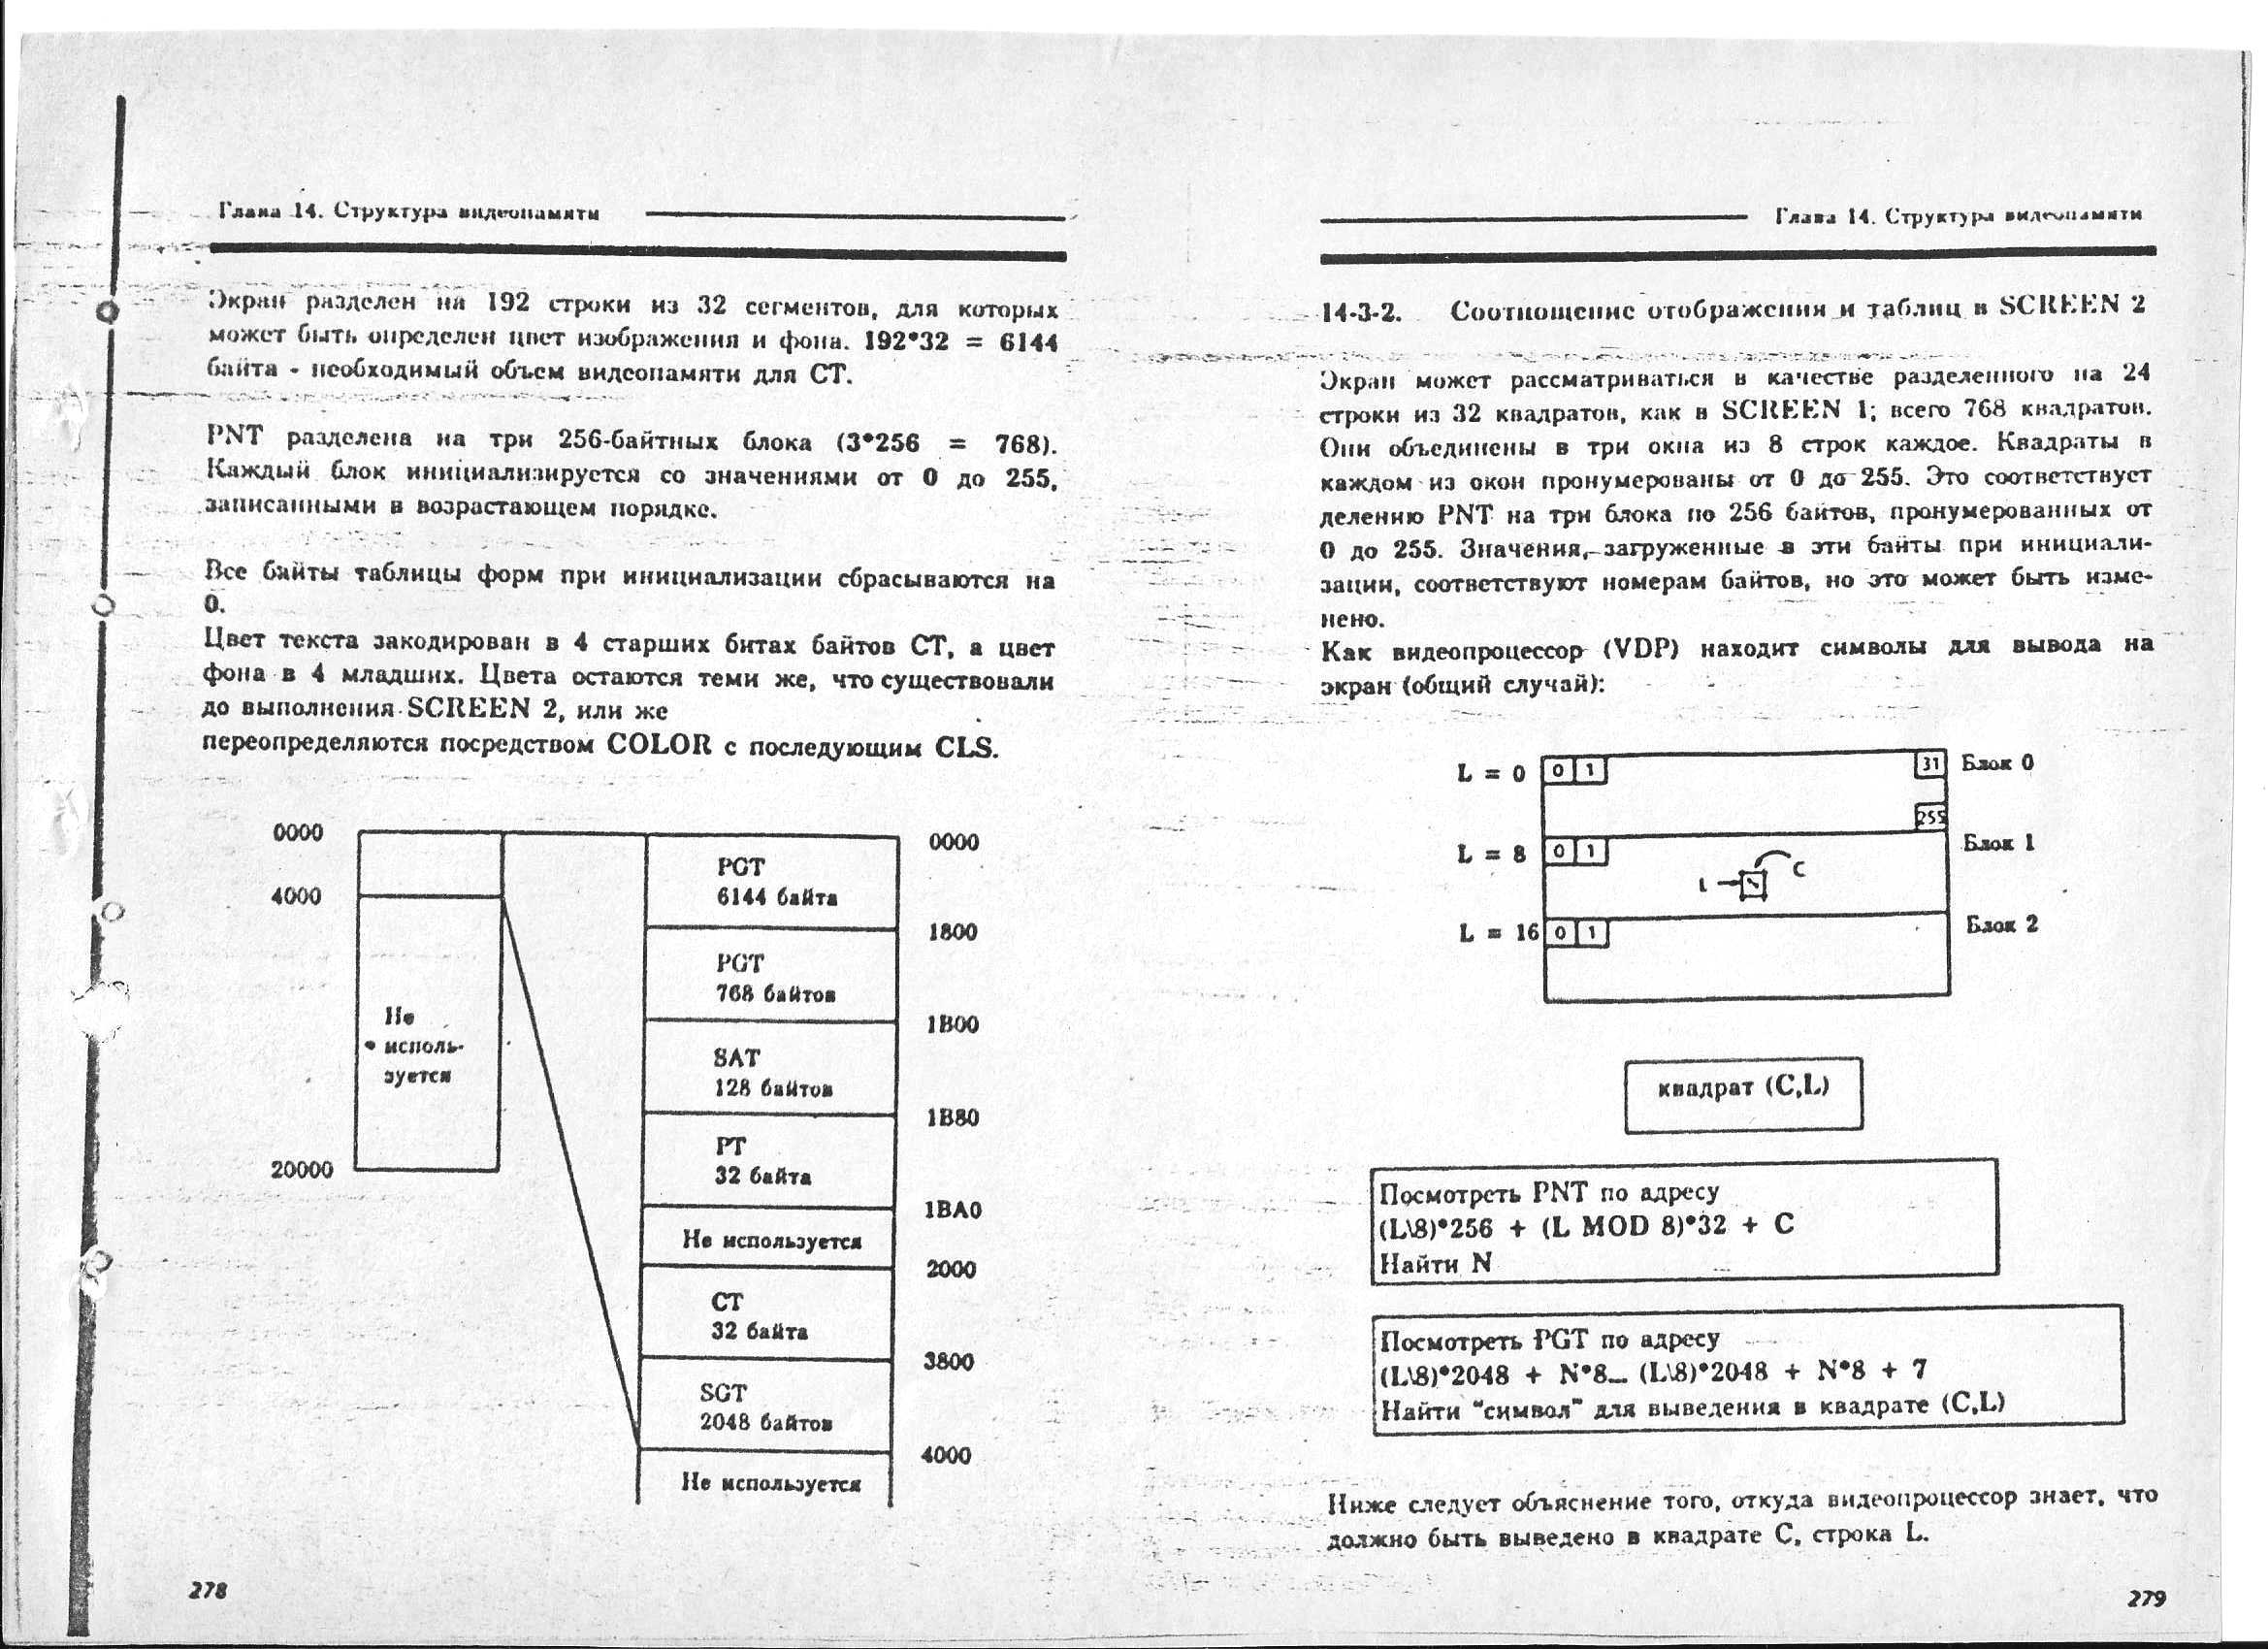 Глава 14. Структура видеопамяти
Экран разделен на 192 строки из 32 сегментов, для которых
может быть определен цвет изображения и фона. 192*32 = 6144
байта - необходимый объем видеопамяти для CT.
PNT разделена на три 256-байтных блока (3*256 = 768).
Каждый блок инициализируется со значениями от 0 до 255,
записанными в возрастающем порядке.
Все байты таблицы форм при инициализации сбрасываются на
0.
Цвет текста закодирован в 4 старших битах байтов CT, а цвет
фона в 4 младших. Цвета остаются теми же, что существовали
до выполнения SCREEN 2, или же
переопределяются посредством COLOR с последующим CLS.
0000
4000
Не
исполь-
зуется
20000
PGT
6144 байта
PGT
768 байтов
SAT
128 байтов
PT
32 байта
Не используется
CT
32 байта
SGT
2048 байтов
Не используется
0000
1800
1B00
1B80
1BA0
2000
3800
4000
278
Глава 14. Структура видеопамяти
14-3-2. Соотношение отображения и таблиц в SCREEN 2
Экран может рассматриваться в качестве разделенного на 24
строки из 32 квадратов, как в SCREEN 1; всего 768 квадратов.
Они объединены в три окна из 8 строк каждое. Квадраты в
каждом из окон пронумерованы от 0 до 255. Это соответствует
делению PNT на три блока по 256 байтов, пронумерованных от
0 до 255. Значения, загруженные в эти байты при инициали-
зации, соответствуют номерам байтов, но это может быть изме-
нено.
Как видеопроцессор (VDP) находит символы для вывода на
экран (общий случай):
L = 0 0 1 31 Блок 0
255
L = 8 0 1 Блок 1
L C
L = 16 0 1 Блок 2
квадрат (C,L)
Посмотреть PNT по адресу
(L\8)*256 + (L MOD 8)*32 + C
Найти N
Посмотреть PGT по адресу
(L\8)*2048 + N*8... (L\8)*2048 + N*8 + 7
Найти "символ" для выведения в квадрате (C,L)
Ниже следует объяснение того, откуда видеопроцессор знает, что
должно быть выведено в квадрате C, строка L.
279